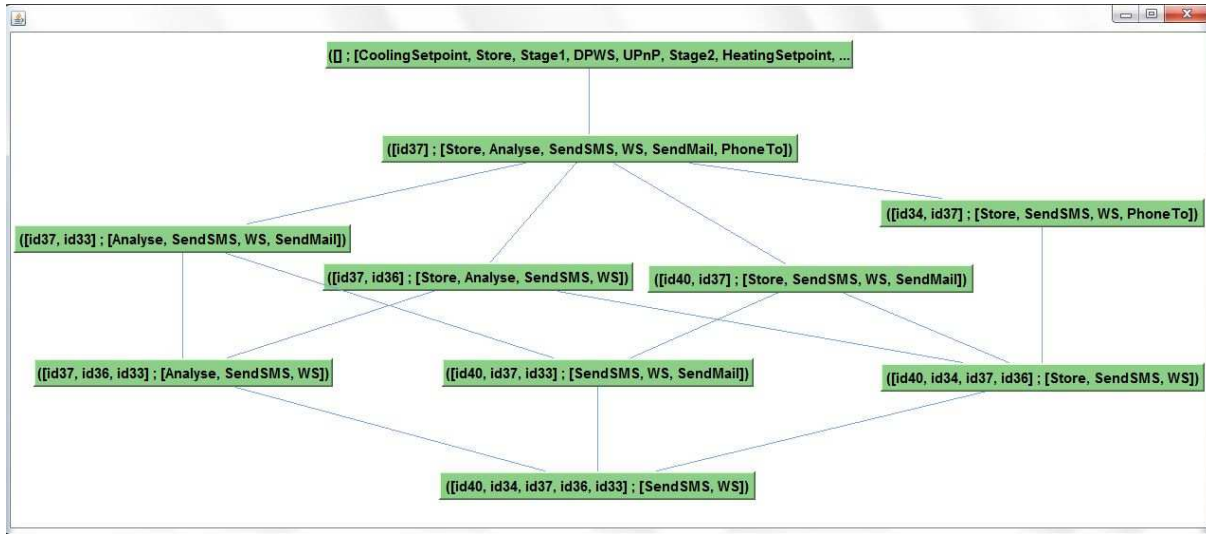 ([] ; [CoolingSetpoint, Store, Stage1, DPWS, UPnP, Stage2, HeatingSetpoint, ...
([id37] ; [Store, Analyse, SendSMS, WS, SendMail, PhoneTo])
([id34, id37] ; [Store, SendSMS, WS, PhoneTo])
([id37, id33] ; [Analyse, SendSMS, WS, SendMail])
([id37, id36] ; [Store, Analyse, SendSMS, WS])
([id40, id37] ; [Store, SendSMS, WS, SendMail])
([id37, id36, id33] ; [Analyse, SendSMS, WS])
([id40, id37, id33] ; [SendSMS, WS, SendMail])
([id40, id34, id37, id36] ; [Store, SendSMS, WS])
([id40, id34, id37, id36, id33] ; [SendSMS, WS])